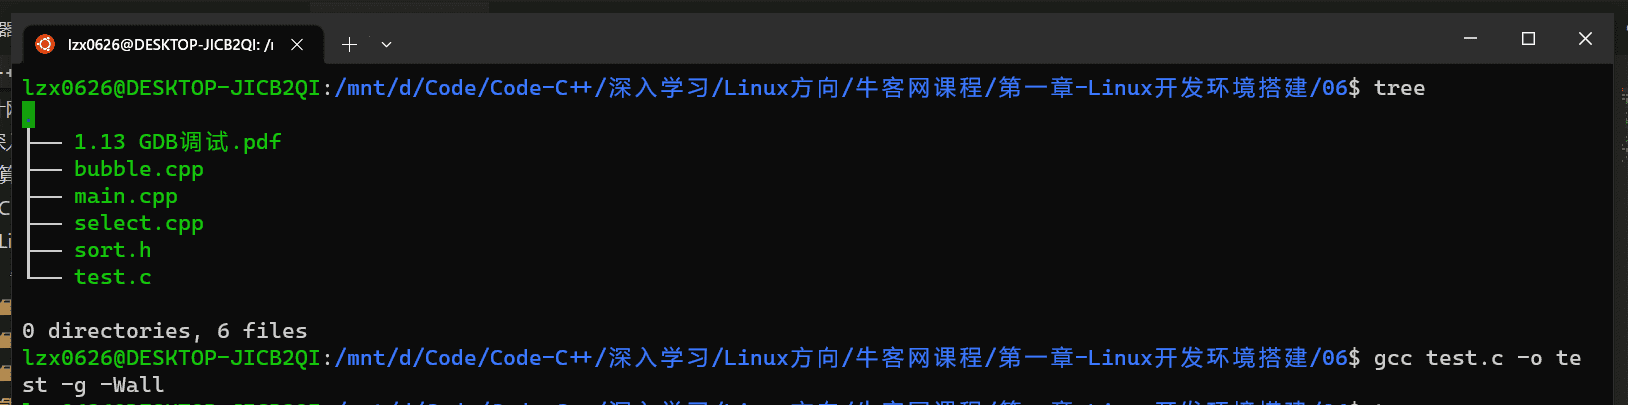 lzx0626@DESKTOP-JICB2QI: /r
lzx0626@DESKTOP-JICB2QI:/mnt/d/Code/Code-C++/深入学习/Linux方向/牛客网课程/第一章-Linux开发环境搭建/06$ tree
.
├── 1.13 GDB调试.pdf
├── bubble.cpp
├── main.cpp
├── select.cpp
├── sort.h
└── test.c
0 directories, 6 files
lzx0626@DESKTOP-JICB2QI:/mnt/d/Code/Code-C++/深入学习/Linux方向/牛客网课程/第一章-Linux开发环境搭建/06$ gcc test.c -o te
st -g -Wall